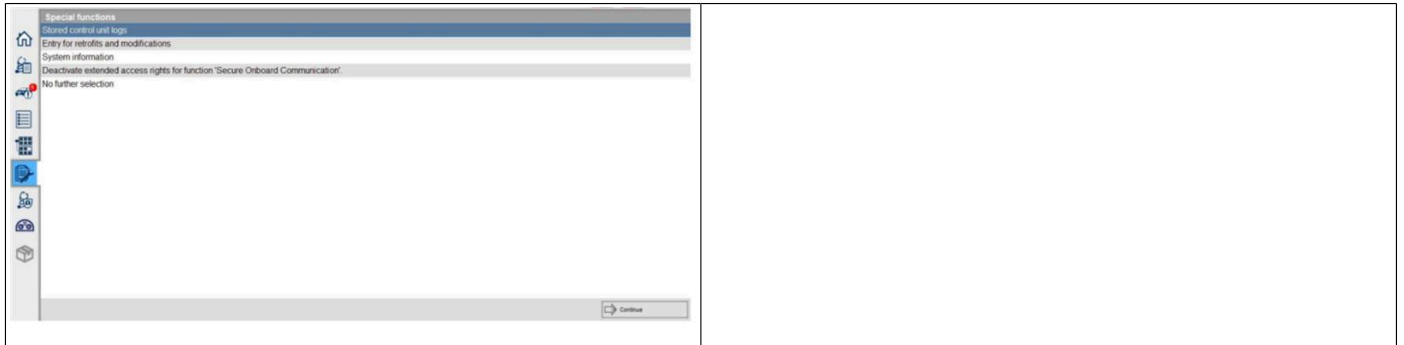 Special functions
Stored control unit logs
Entry for retrofits and modifications
System information
Deactivate extended access rights for function 'Secure Onboard Communication'.
No further selection
Continue